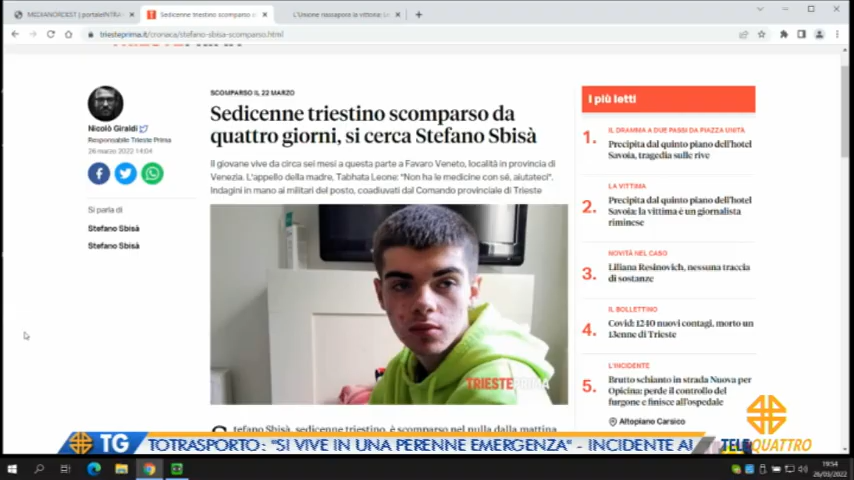 MEDIANORDEST | portaleINTRA
Sedicenne triestino scomparso d
L'Unione riassapora la vittoria: L
triesteprima.it/cronaca/stefano-sbisa-scomparso.html
Nicolò Giraldi
Responsabile Trieste Prima
26 marzo 2022 14:04
Si parla di
Stefano Sbisà
Stefano Sbisà
SCOMPARSO IL 22 MARZO
Sedicenne triestino scomparso da
quattro giorni, si cerca Stefano Sbisà
Il giovane vive da circa sei mesi a questa parte a Favaro Veneto, località in provincia di
Venezia. L'appello della madre, Tabhata Leone: "Non ha le medicine con sé, aiutateci".
Indagini in mano ai militari del posto, coadiuvati dal Comando provinciale di Trieste
TRIESTEPRIMA
Stefano Sbisà, sedicenne triestino, è scomparso nel nulla dalla mattina
I più letti
1.
IL DRAMMA A DUE PASSI DA PIAZZA UNITÀ
Precipita dal quinto piano dell'hotel
Savoia, tragedia sulle rive
2.
LA VITTIMA
Precipita dal quinto piano dell'hotel
Savoia: la vittima è un giornalista
riminese
3.
NOVITÀ NEL CASO
Liliana Resinovich, nessuna traccia
di sostanze
4.
IL BOLLETTINO
Covid: 1240 nuovi contagi, morto un
13enne di Trieste
5.
L'INCIDENTE
Brutto schianto in strada Nuova per
Opicina: perde il controllo del
furgone e finisce all'ospedale
Altopiano Carsico
TG
TOTRASPORTO: "SI VIVE IN UNA PERENNE EMERGENZA" - INCIDENTE AL
TELEQUATTRO
19:54
26/03/2022